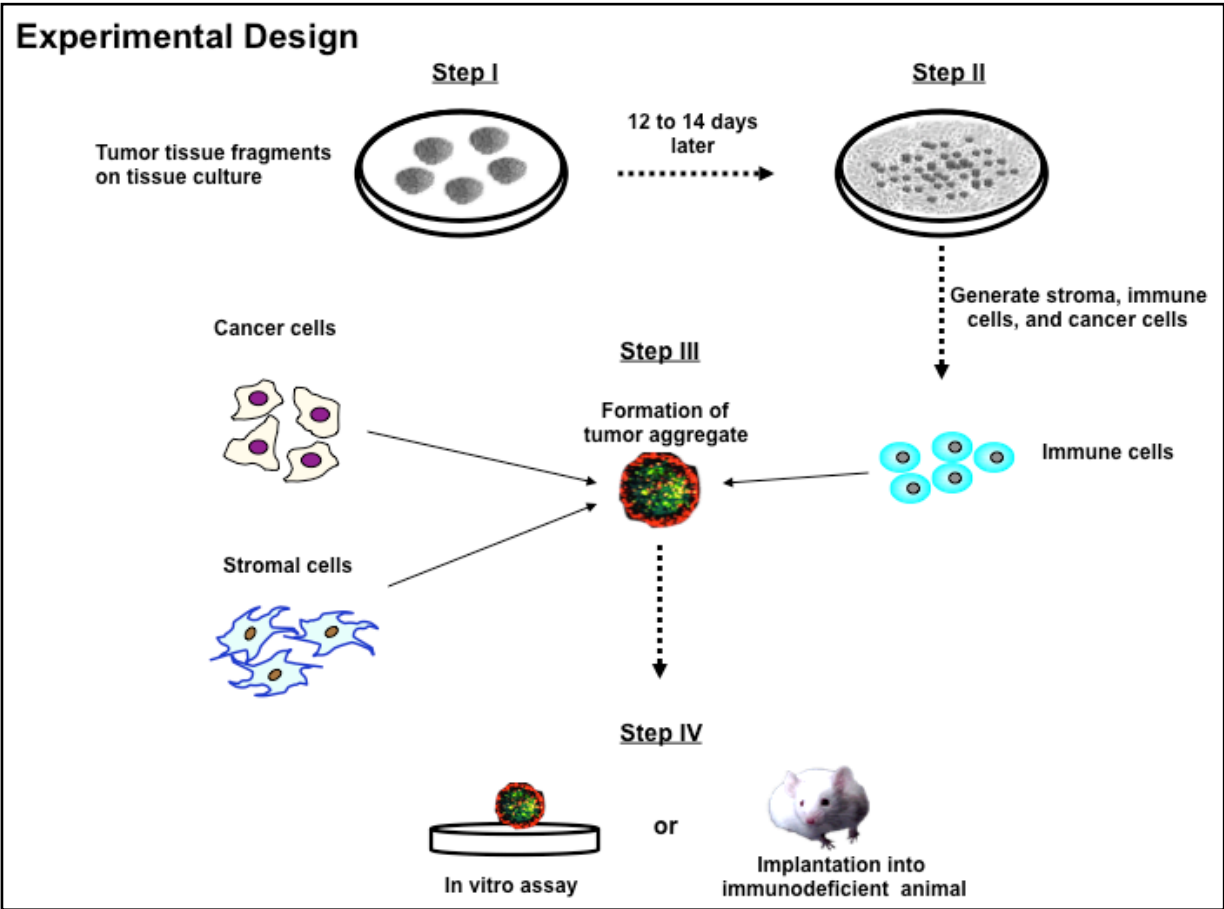 Experimental Design
Step I
Step II
Tumor tissue fragments
on tissue culture
12 to 14 days
later
Generate stroma, immune
cells, and cancer cells
Cancer cells
Step III
Formation of
tumor aggregate
Immune cells
Stromal cells
Step IV
or
In vitro assay
Implantation into
immunodeficient animal